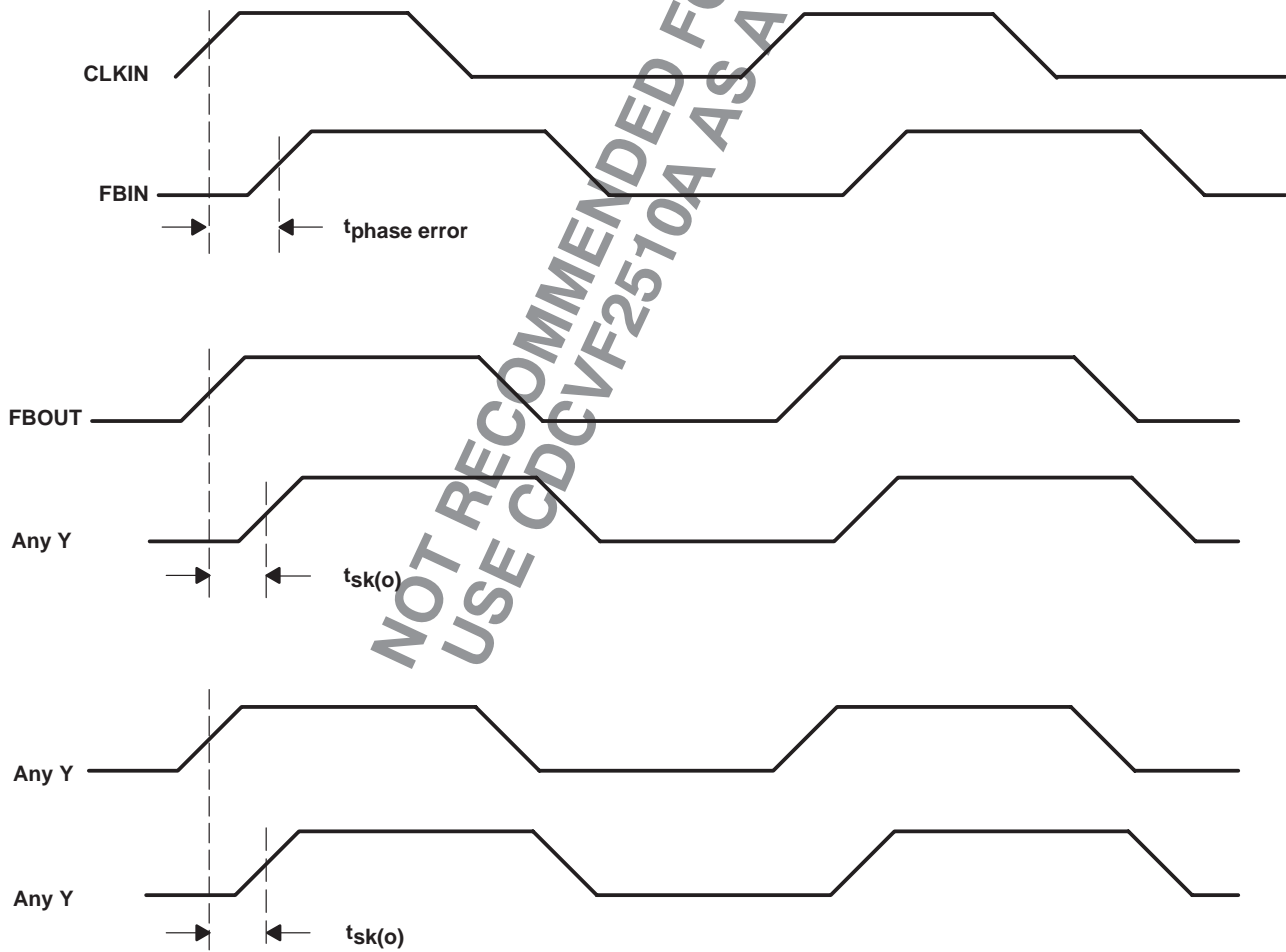 CLKIN
FBIN
tphase error
FBOUT
Any Y
tsk(o)
Any Y
Any Y
tsk(o)
NOT RECOMMENDED FO
USE CDCVF2510A AS A